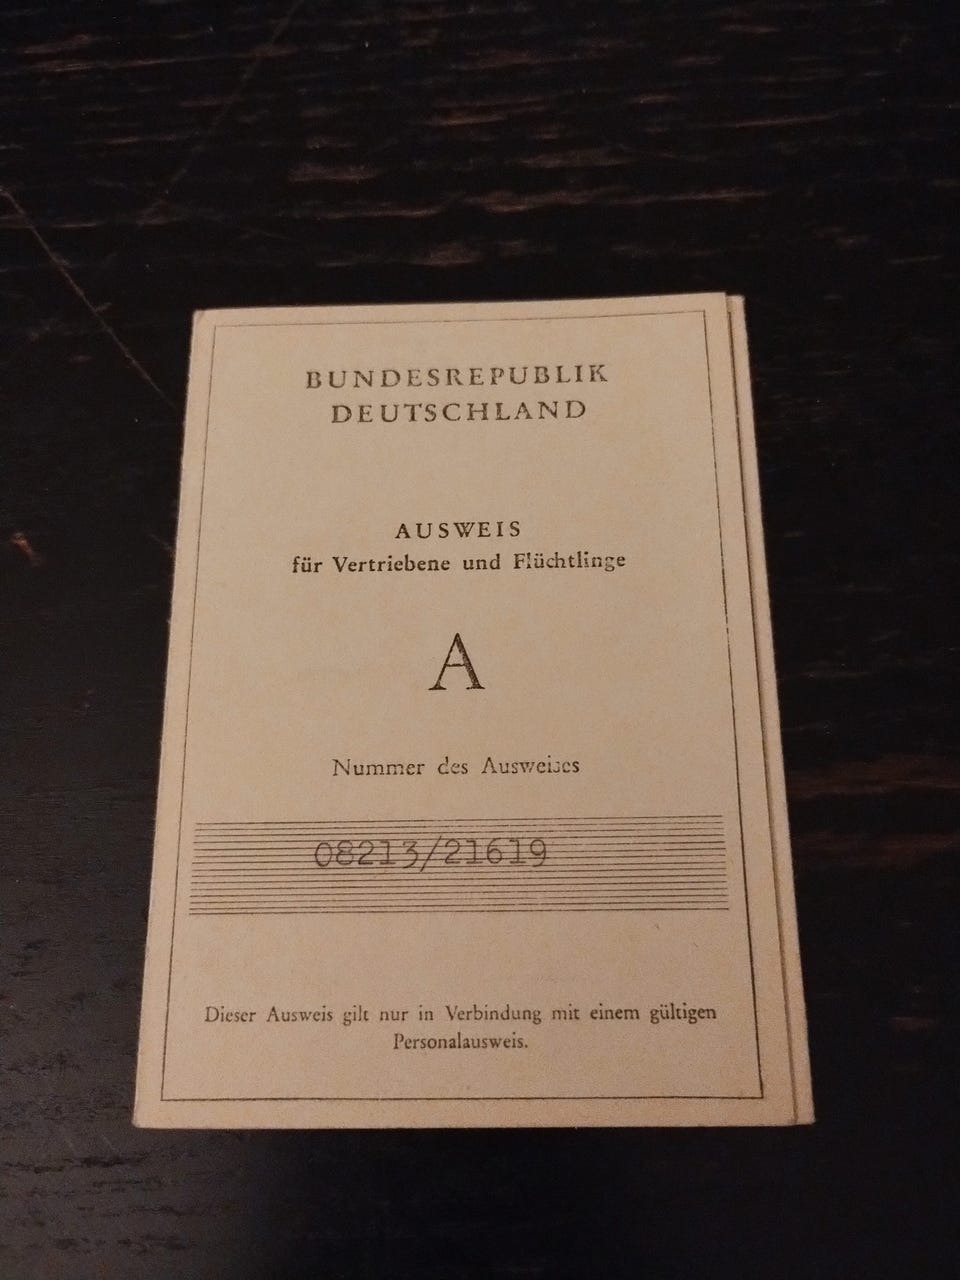 BUNDESREPUBLIK
DEUTSCHLAND
AUSWEIS
für Vertriebene und Flüchtlinge
A
Nummer des Ausweises
08213/21619
Dieser Ausweis gilt nur in Verbindung mit einem gültigen
Personalausweis.